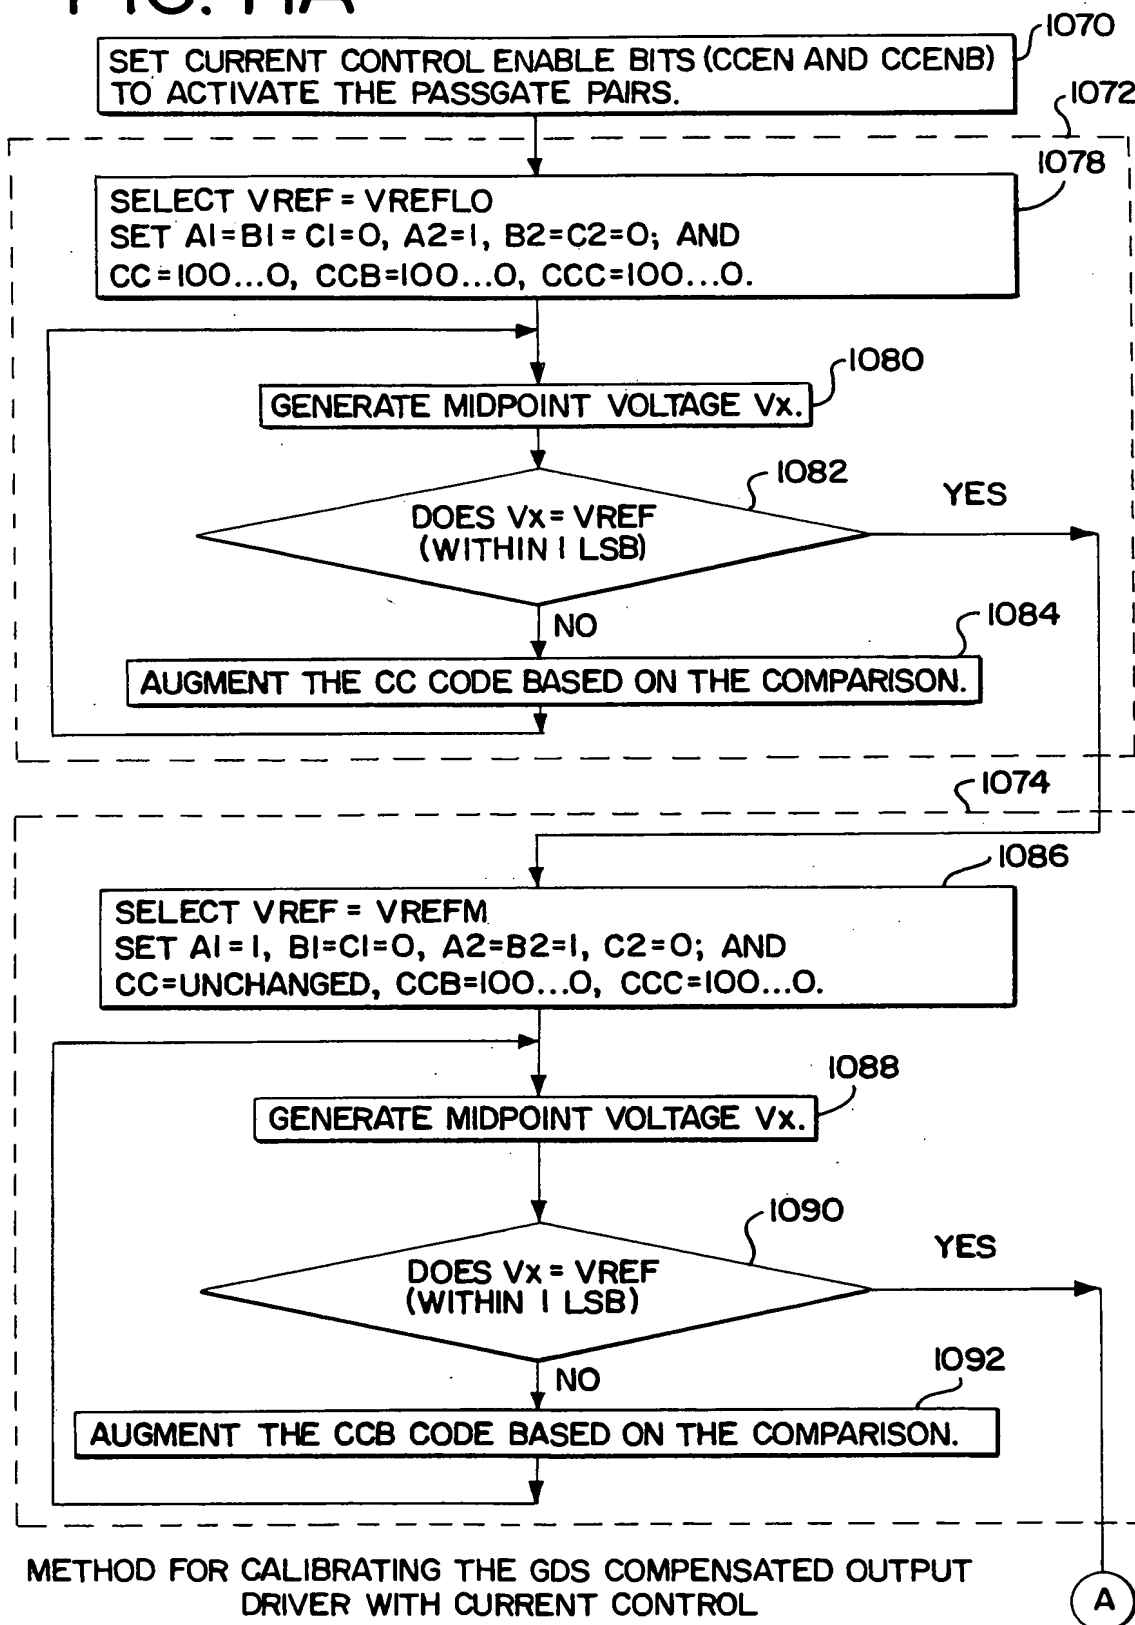 FIG. 11A
1070
SET CURRENT CONTROL ENABLE BITS (CCEN AND CCENB)
TO ACTIVATE THE PASSGATE PAIRS.
1072
1078
SELECT VREF = VREFLO
SET A1=B1=C1=0, A2=1, B2=C2=0; AND
CC=100...0, CCB=100...0, CCC=100...0.
1080
GENERATE MIDPOINT VOLTAGE Vx.
1082
DOES Vx = VREF
(WITHIN 1 LSB)
YES
NO
1084
AUGMENT THE CC CODE BASED ON THE COMPARISON.
1074
1086
SELECT VREF = VREFM
SET A1=1, B1=C1=0, A2=B2=1, C2=0; AND
CC=UNCHANGED, CCB=100...0, CCC=100...0.
1088
GENERATE MIDPOINT VOLTAGE Vx.
1090
DOES Vx = VREF
(WITHIN 1 LSB)
YES
NO
1092
AUGMENT THE CCB CODE BASED ON THE COMPARISON.
METHOD FOR CALIBRATING THE GDS COMPENSATED OUTPUT
DRIVER WITH CURRENT CONTROL
A